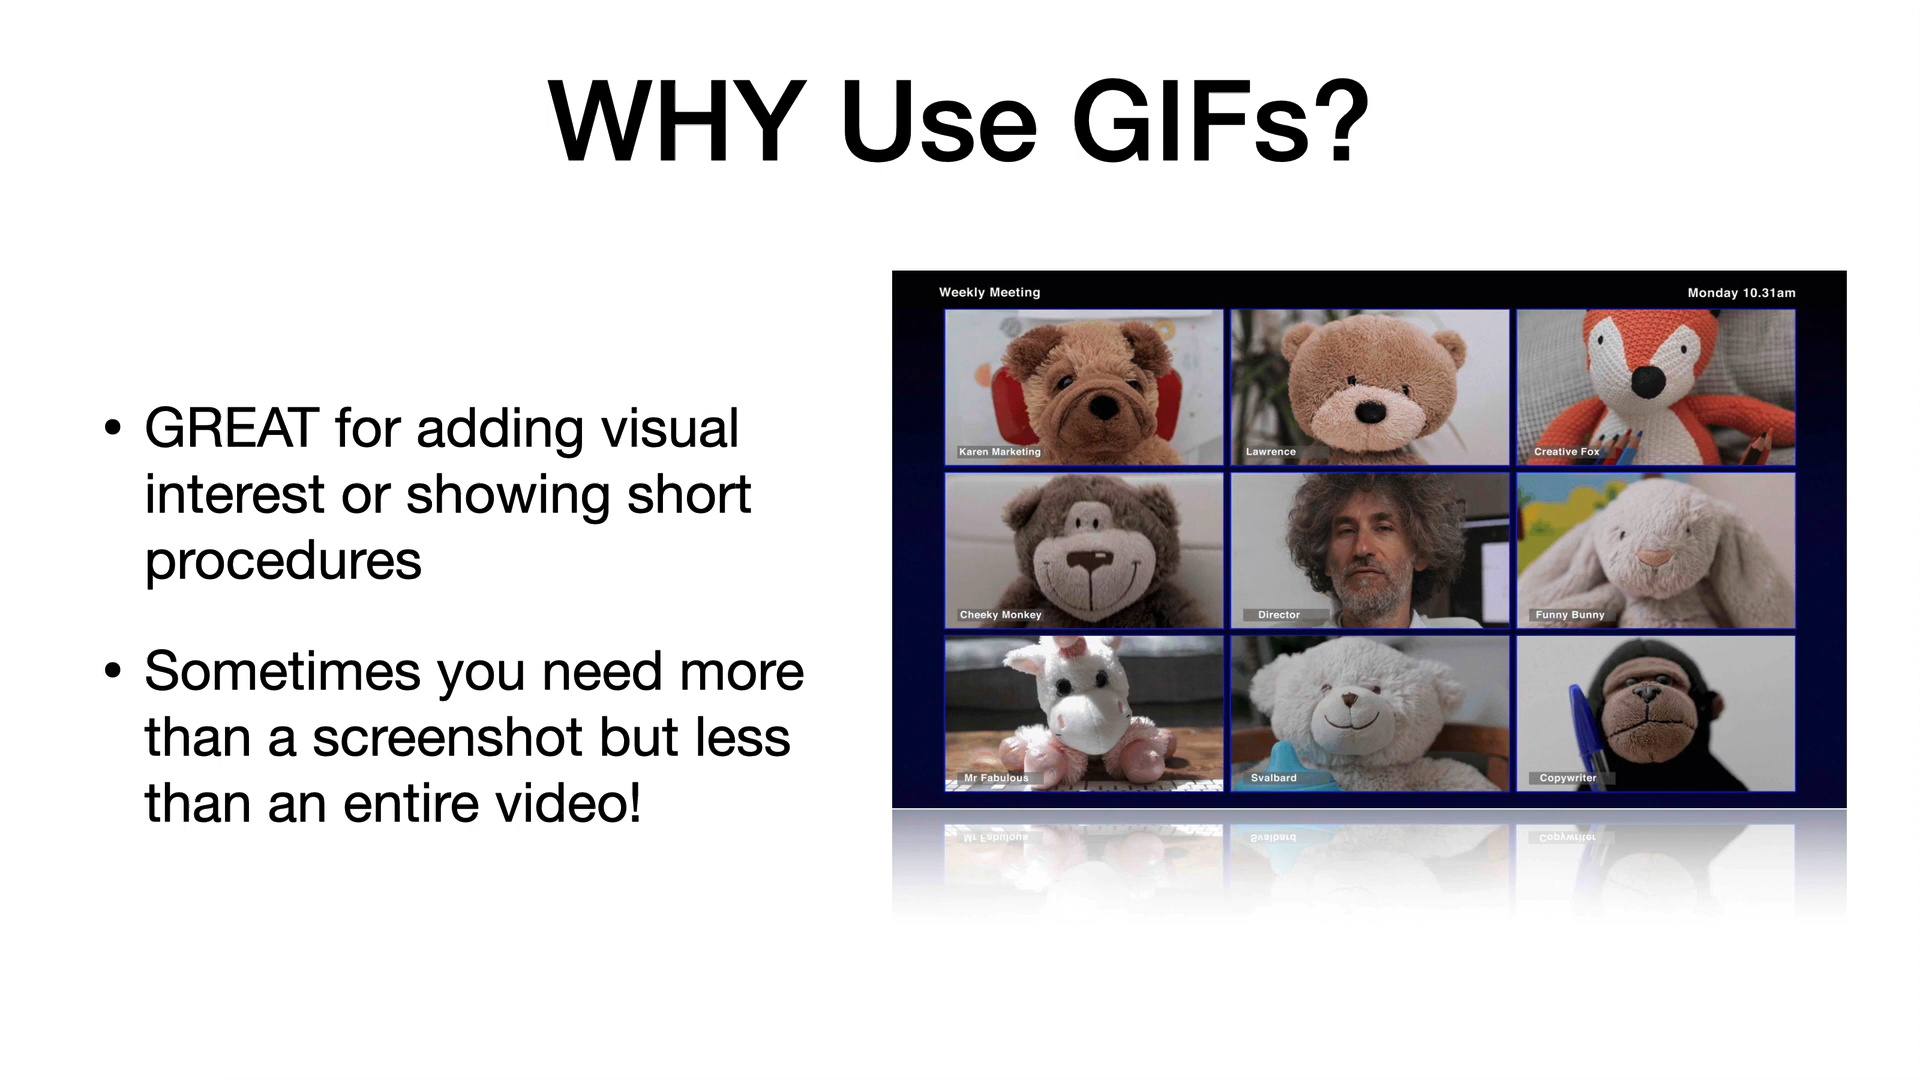 WHY Use GIFs?
• GREAT for adding visual
interest or showing short
procedures
• Sometimes you need more
than a screenshot but less
than an entire video!
Weekly Meeting
Monday 10.31am
Karen Marketing
Lawrence
Creative Fox
Cheeky Monkey
Director
Funny Bunny
Mr Fabulous
Svalbard
Copywriter